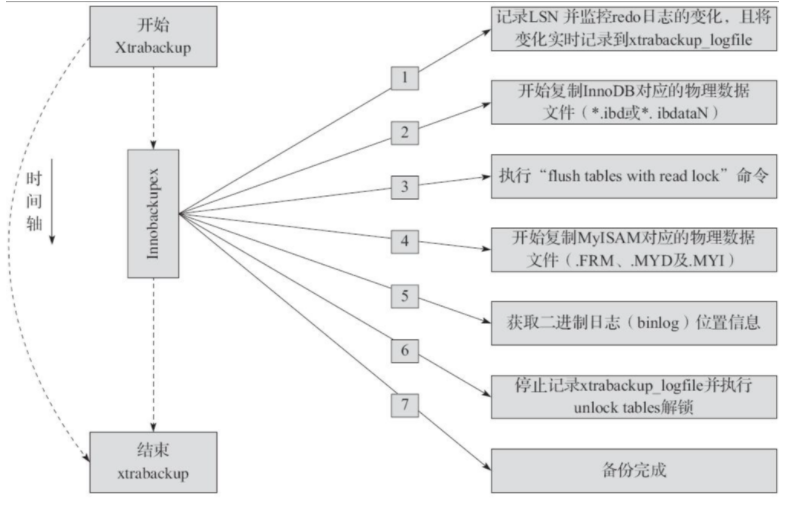 开始
Xtrabackup
时间轴
Innobackupex
结束
xtrabackup
1
2
3
4
5
6
7
记录LSN 并监控redo日志的变化，且将
变化实时记录到xtrabackup_logfile
开始复制InnoDB对应的物理数据
文件（*.ibd或*. ibdataN）
执行“flush tables with read lock”命令
开始复制MyISAM对应的物理数据
文件（.FRM、.MYD及.MYI）
获取二进制日志（binlog）位置信息
停止记录xtrabackup_logfile并执行
unlock tables解锁
备份完成